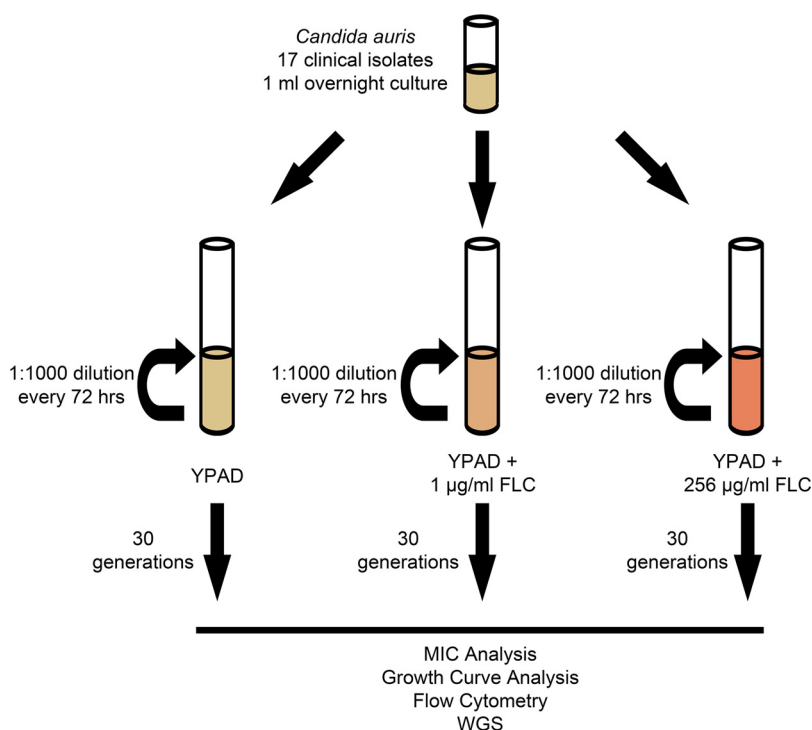 Candida auris
17 clinical isolates
1 ml overnight culture
1:1000 dilution
every 72 hrs
1:1000 dilution
every 72 hrs
1:1000 dilution
every 72 hrs
YPAD
YPAD +
1 µg/ml FLC
YPAD +
256 µg/ml FLC
30
generations
30
generations
30
generations
MIC Analysis
Growth Curve Analysis
Flow Cytometry
WGS